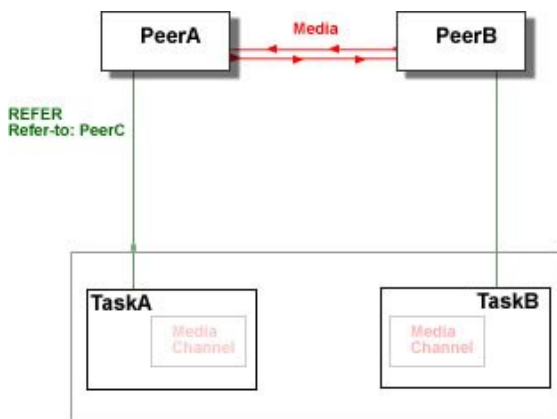 PeerA
Media
PeerB
REFER
Refer-to: PeerC
TaskA
Media
Channel
TaskB
Media
Channel